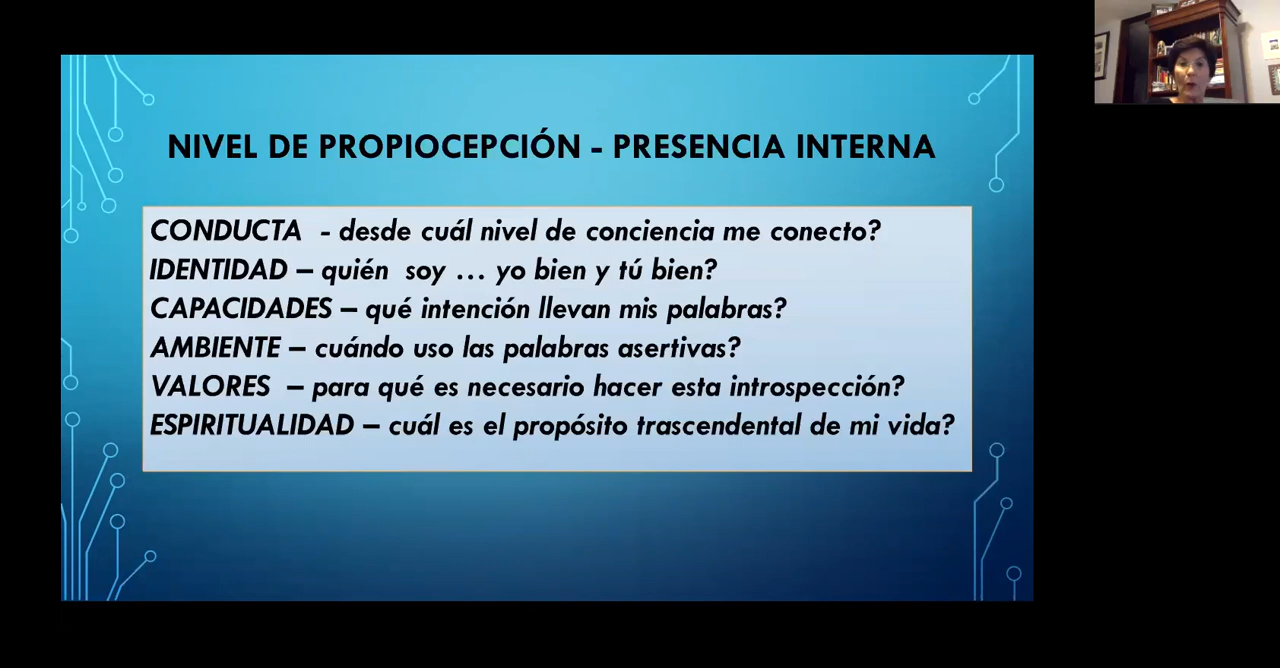 NIVEL DE PROPIOCEPCIÓN - PRESENCIA INTERNA
CONDUCTA - desde cuál nivel de conciencia me conecto?
IDENTIDAD – quién soy ... yo bien y tú bien?
CAPACIDADES – qué intención llevan mis palabras?
AMBIENTE – cuándo uso las palabras asertivas?
VALORES – para qué es necesario hacer esta introspección?
ESPIRITUALIDAD – cuál es el propósito trascendental de mi vida?